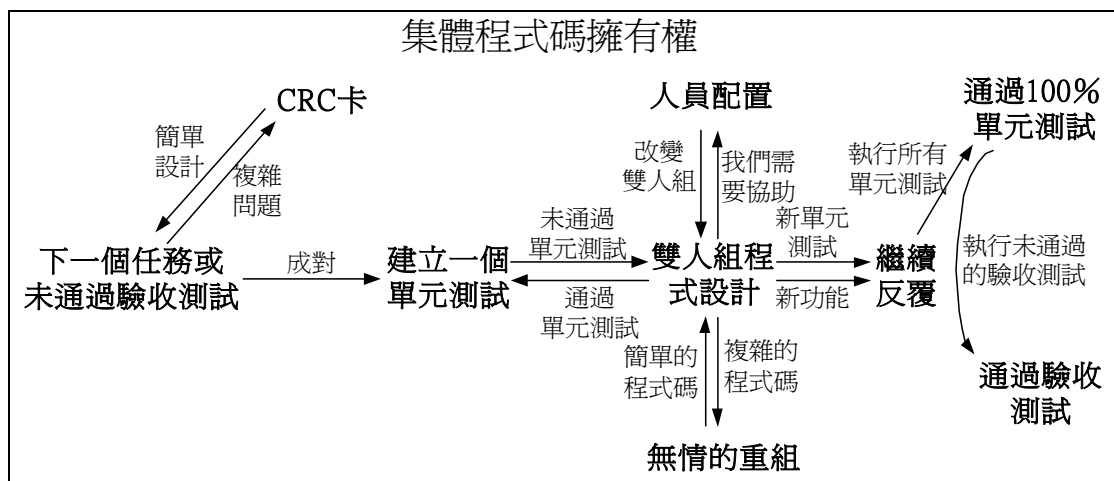 集體程式碼擁有權
CRC卡
簡單
設計
複雜
問題
下一個任務或
未通過驗收測試
成對
建立一個
單元測試
未通過
單元測試
通過
單元測試
人員配置
改變
雙人組
我們需
要協助
雙人組程
式設計
簡單的
程式碼
複雜的
程式碼
無情的重組
新單元
測試
新功能
繼續
反覆
執行所有
單元測試
通過100%
單元測試
執行未通過
的驗收測試
通過驗收
測試